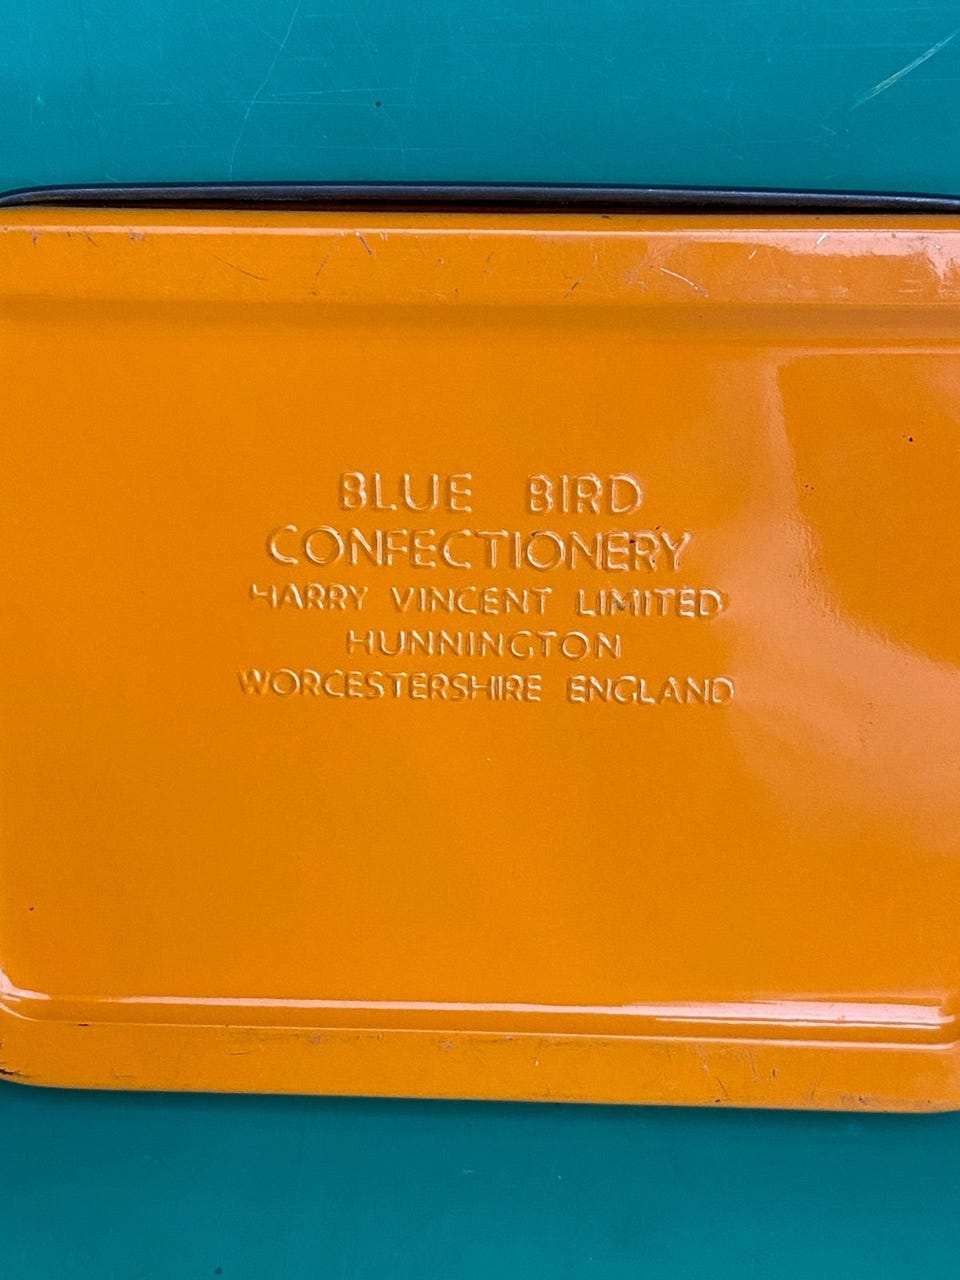 BLUE BIRD
CONFECTIONERY
HARRY VINCENT LIMITED
HUNNINGTON
WORCESTERSHIRE ENGLAND